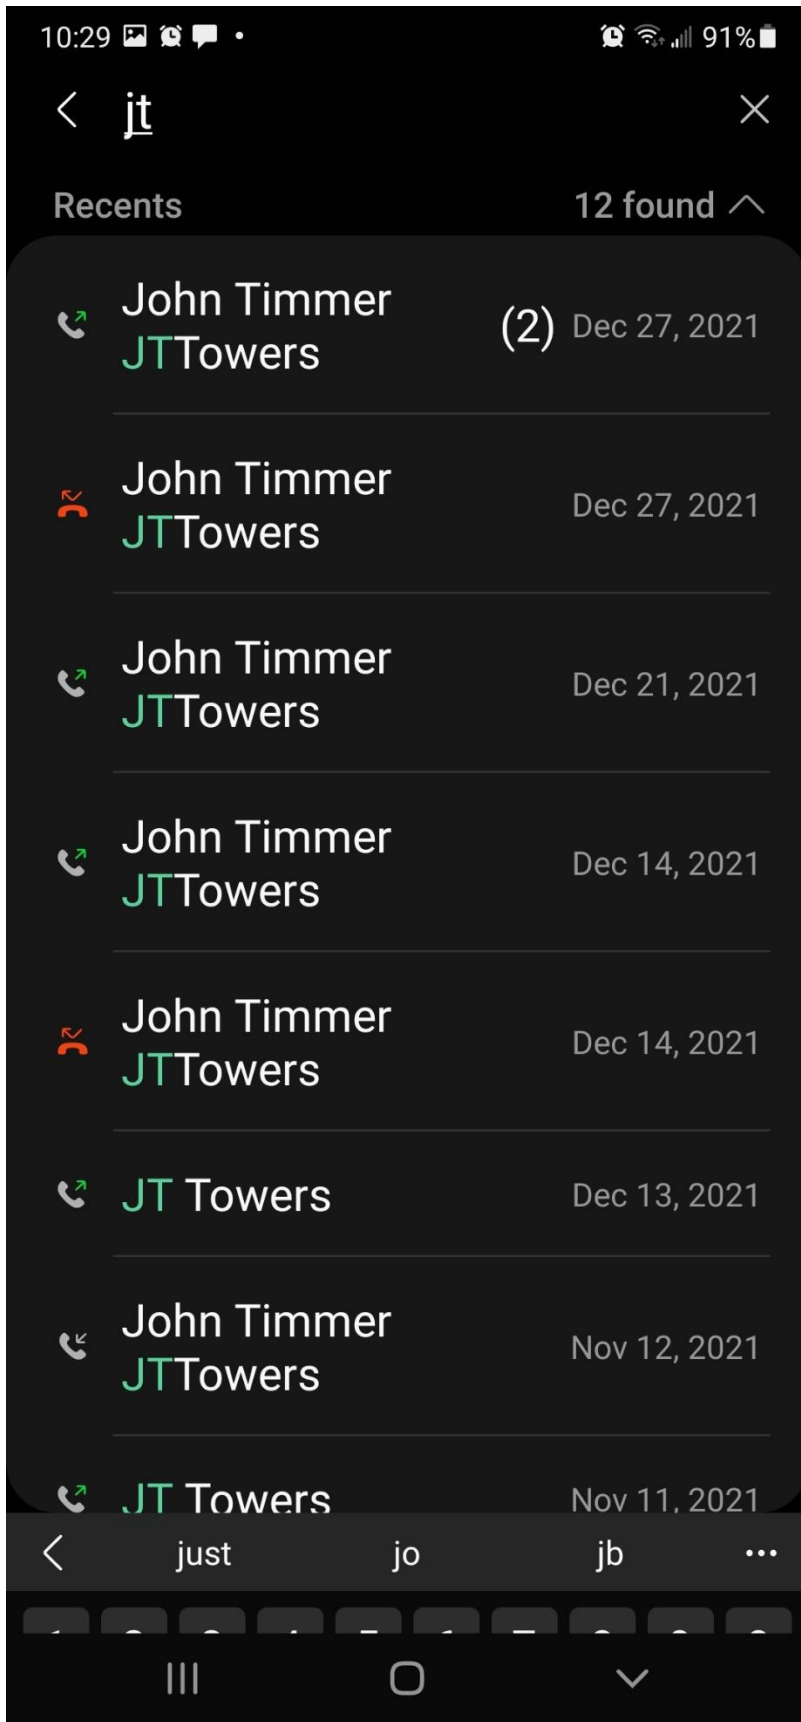 10:29
91%
jt
Recents 12 found
John Timmer
JTTowers
(2) Dec 27, 2021
John Timmer
JTTowers
Dec 27, 2021
John Timmer
JTTowers
Dec 21, 2021
John Timmer
JTTowers
Dec 14, 2021
John Timmer
JTTowers
Dec 14, 2021
JT Towers Dec 13, 2021
John Timmer
JTTowers
Nov 12, 2021
JT Towers Nov 11, 2021
just jo jb